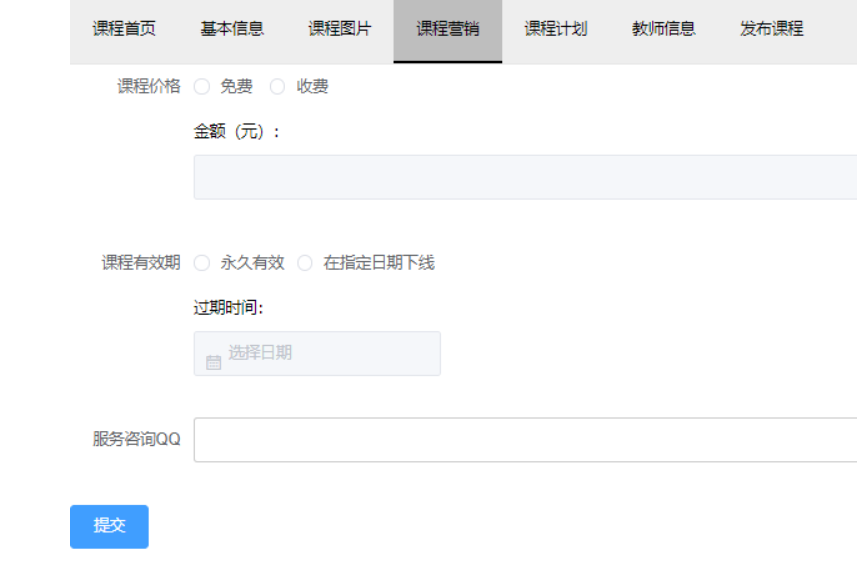 课程首页 基本信息 课程图片 课程营销 课程计划 教师信息 发布课程
课程价格 免费 收费
金额（元）:
课程有效期 永久有效 在指定日期下线
过期时间:
选择日期
服务咨询QQ
提交